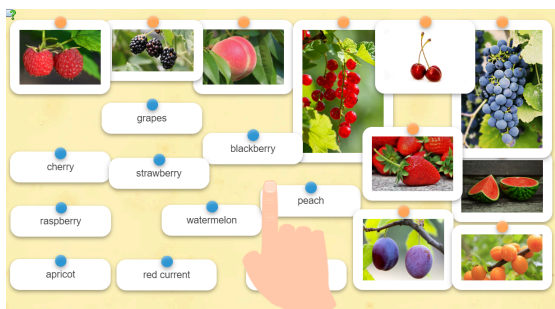 grapes
blackberry
cherry
strawberry
peach
raspberry
watermelon
apricot
red current